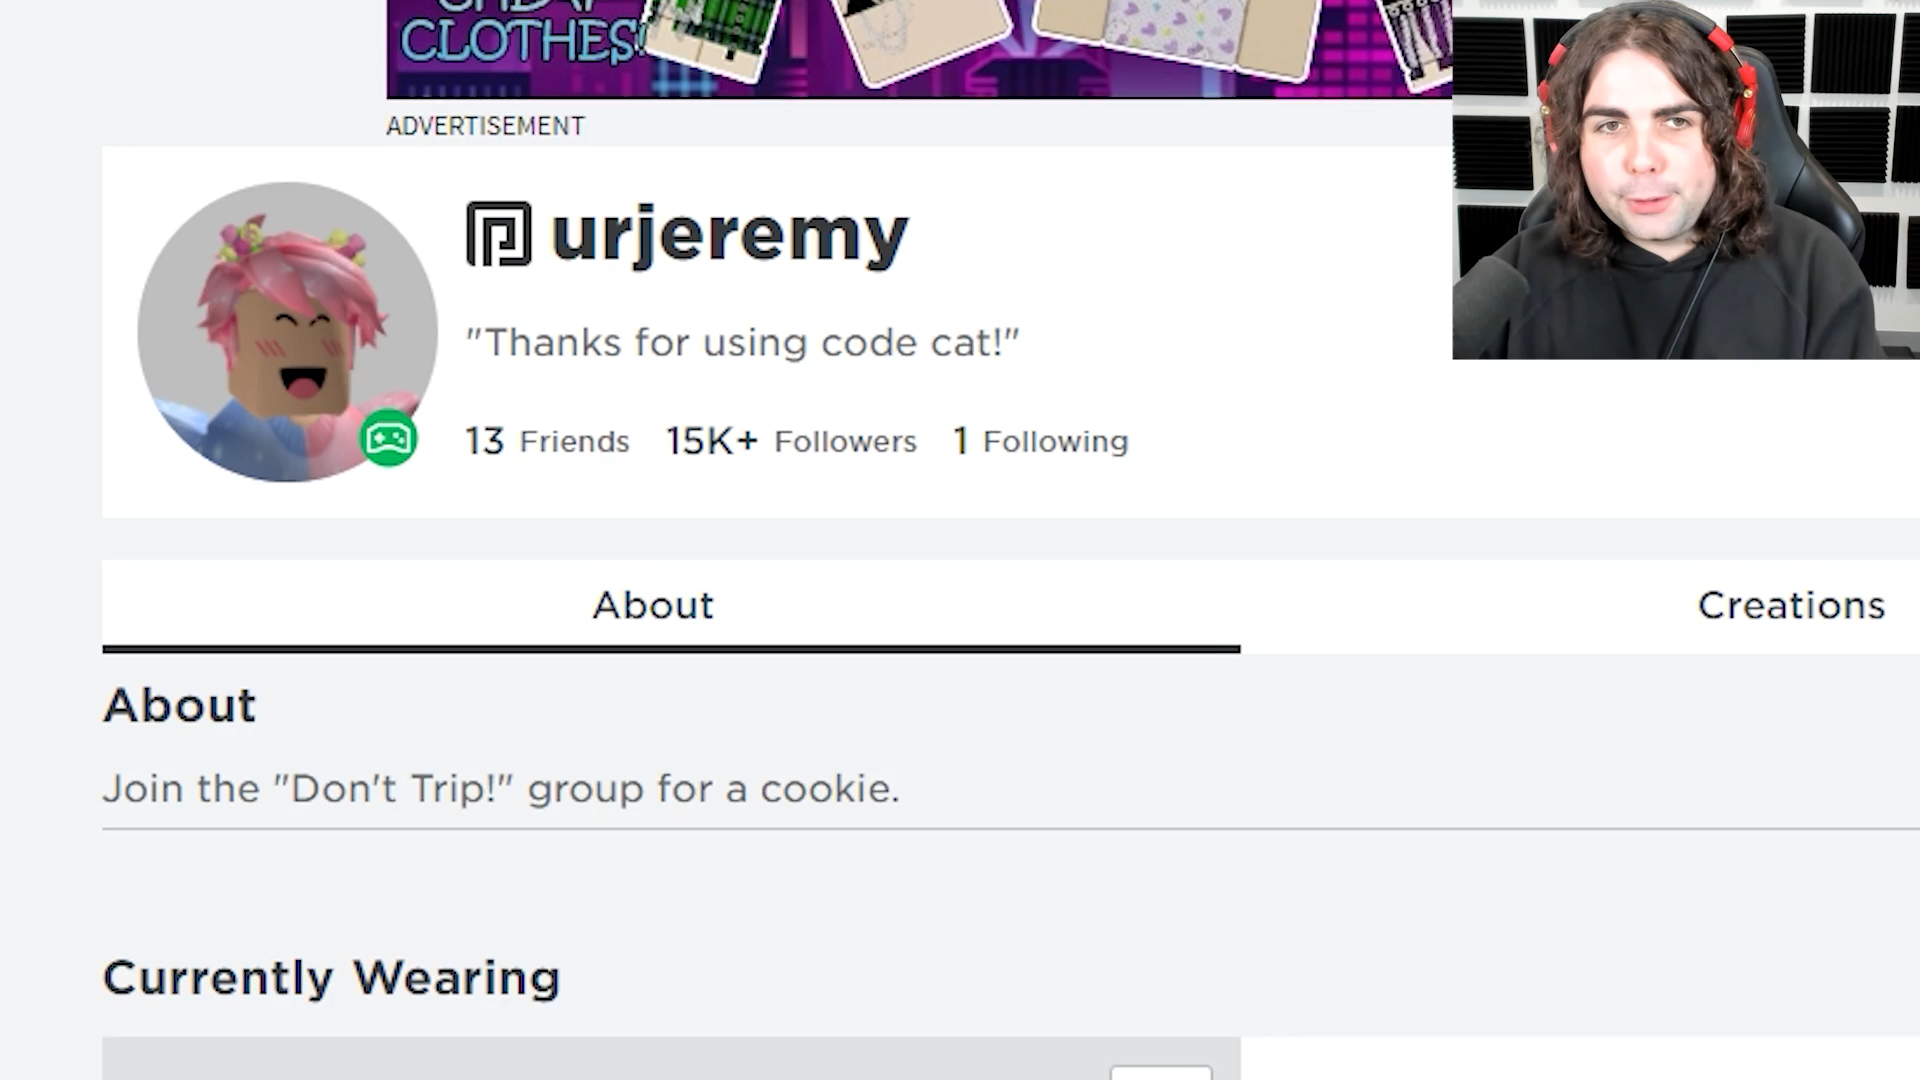 CLOTHES!
ADVERTISEMENT
urjeremy
"Thanks for using code cat!"
13 Friends 15K+ Followers 1 Following
About Creations
About
Join the "Don't Trip!" group for a cookie.
Currently Wearing